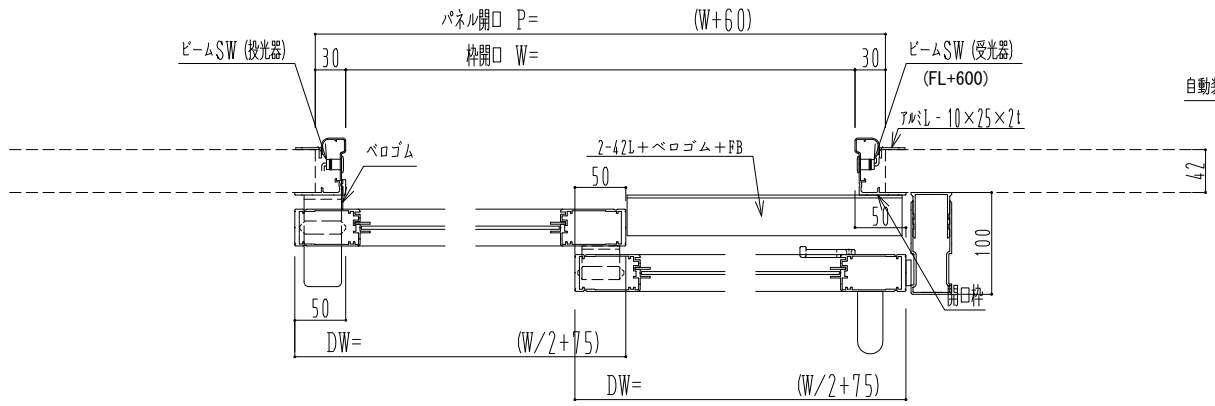 パネル開口 P= (W+60)
ビームSW (投光器)
30
枠開口 W=
30
ビームSW (受光器)
(FL+600)
アルミL - 10×25×2t
ベロゴム
2-42L+ベロゴム+FB
42
50
50
100
開口枠
50
DW= (W/2+75)
DW= (W/2+75)